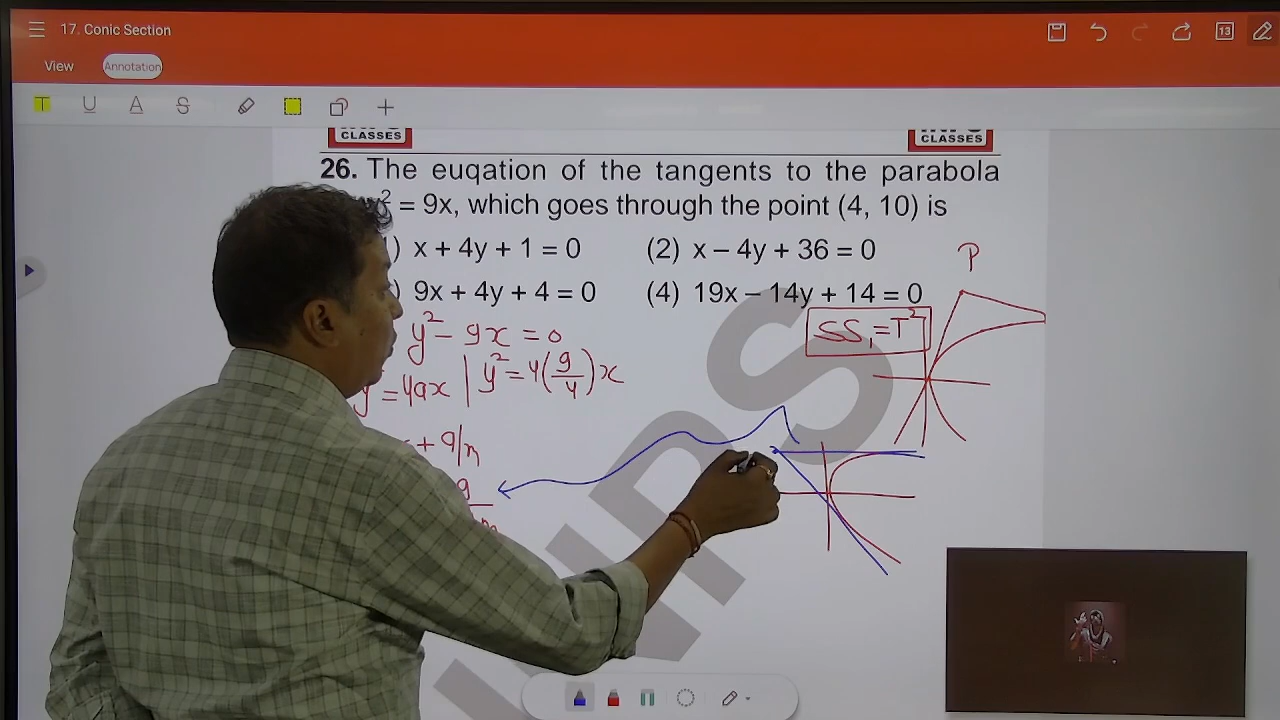 17. Conic Section
13
View
Annotation
T U A S
CLASSES
CLASSES
26. The euqation of the tangents to the parabola
y² = 9x, which goes through the point (4, 10) is
) x + 4y + 1 = 0 (2) x – 4y + 36 = 0
) 9x + 4y + 4 = 0 (4) 19x – 14y + 14 = 0
P
y² - 9x = 0
SS₁ = T²
= 4ax | y² = 4(9/4)x
+ a/m
9
m